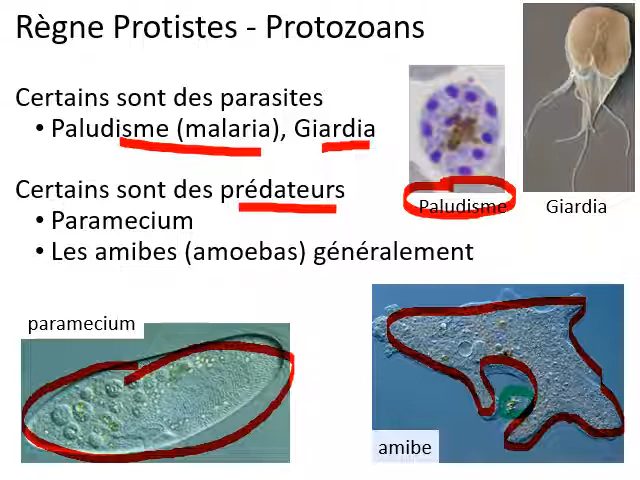 Règne Protistes - Protozoans
Certains sont des parasites
• Paludisme (malaria), Giardia
Certains sont des prédateurs
• Paramecium
• Les amibes (amoebas) généralement
Paludisme
Giardia
paramecium
amibe